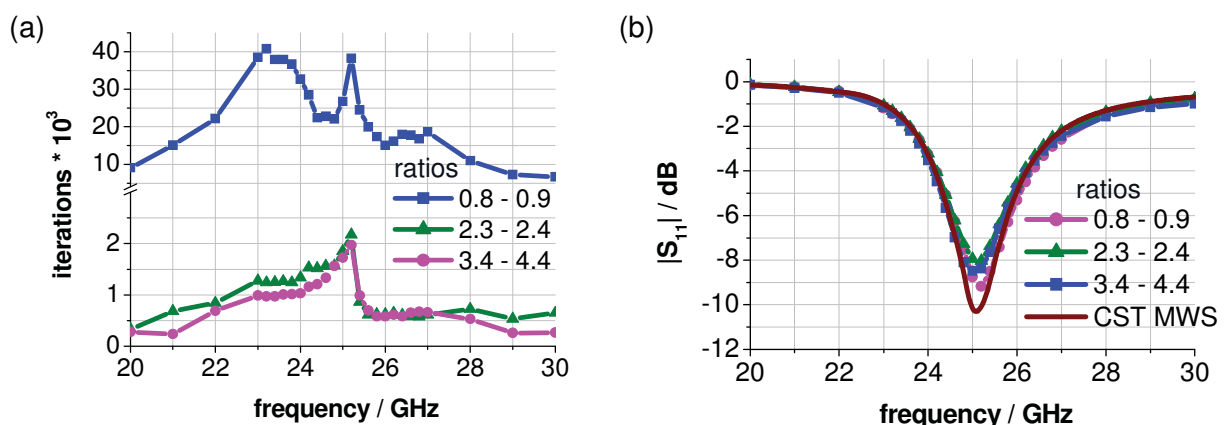 (a)
iterations * 10^3
40
30
20
10
2
1
0
ratios
0.8 - 0.9
2.3 - 2.4
3.4 - 4.4
20 22 24 26 28 30
frequency / GHz
(b)
|S_11| / dB
0
-2
-4
-6
-8
-10
-12
ratios
0.8 - 0.9
2.3 - 2.4
3.4 - 4.4
CST MWS
20 22 24 26 28 30
frequency / GHz